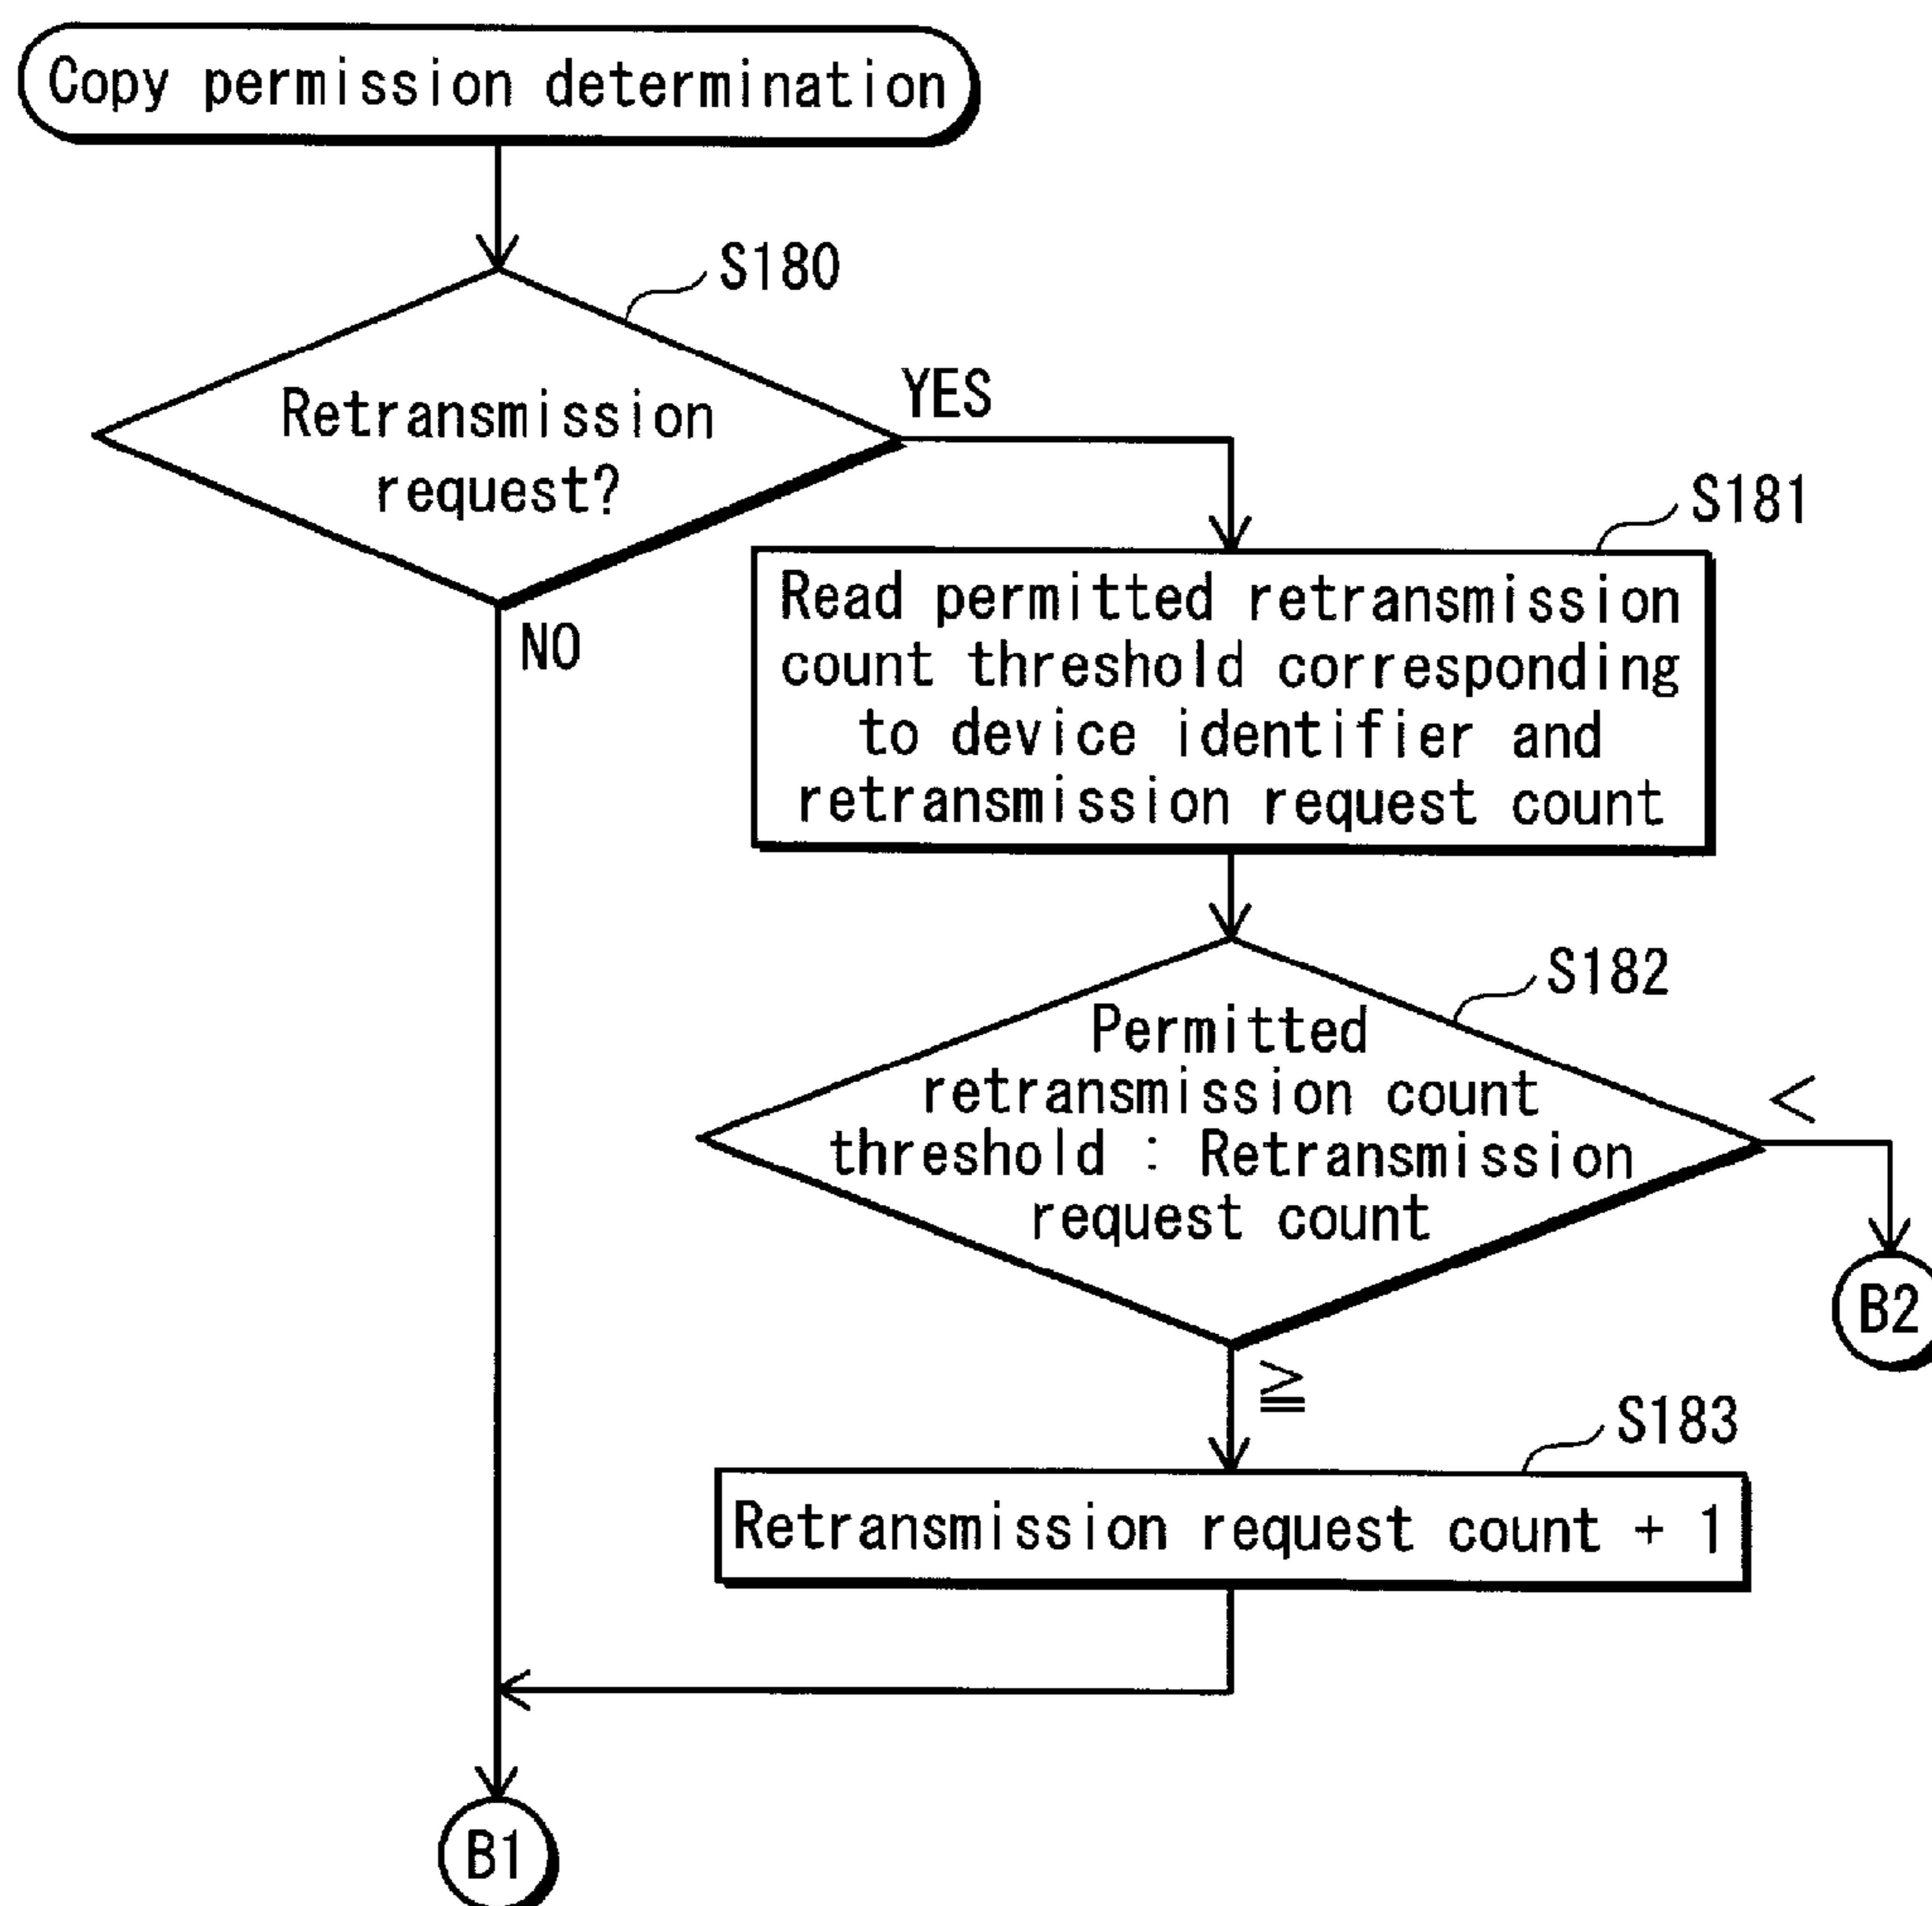 Copy permission determination
S180
Retransmission
request?
YES
NO
S181
Read permitted retransmission
count threshold corresponding
to device identifier and
retransmission request count
S182
Permitted
retransmission count
threshold : Retransmission
request count
<
B2
≧
S183
Retransmission request count + 1
B1